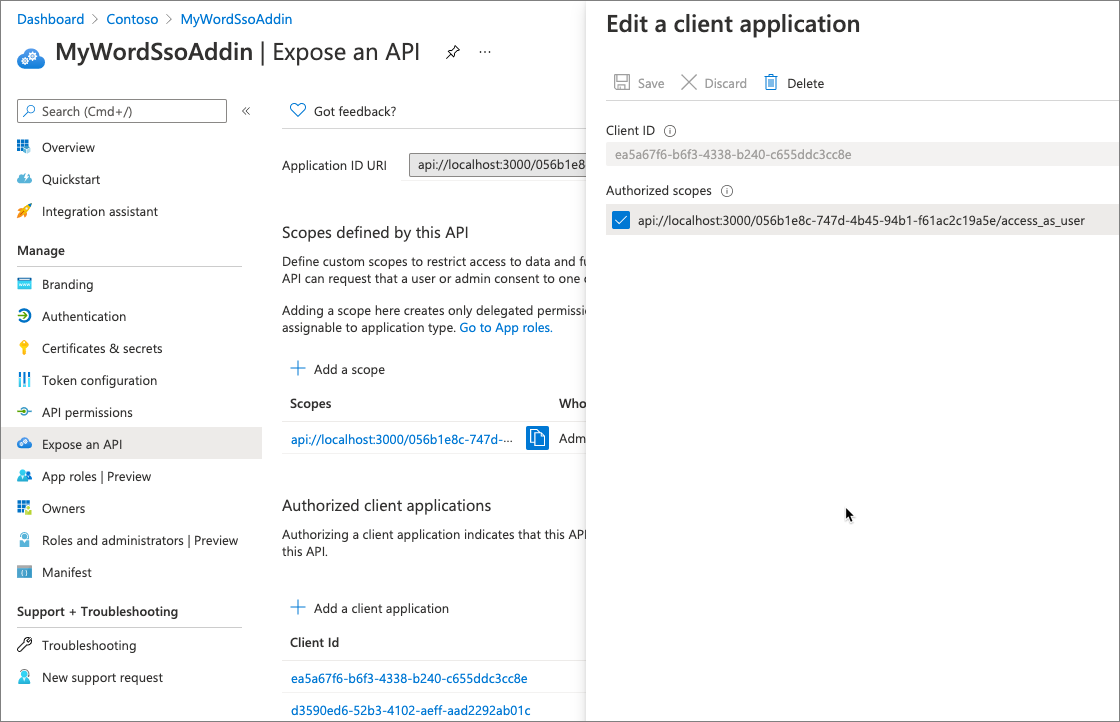 Dashboard > Contoso > MyWordSsoAddin
MyWordSsoAddin | Expose an API ...
Search (Cmd+/) «
Overview
Quickstart
Integration assistant
Manage
Branding
Authentication
Certificates & secrets
Token configuration
API permissions
Expose an API
App roles | Preview
Owners
Roles and administrators | Preview
Manifest
Support + Troubleshooting
Troubleshooting
New support request
Got feedback?
Application ID URI api://localhost:3000/056b1e8
Scopes defined by this API
Define custom scopes to restrict access to data and fu
API can request that a user or admin consent to one o
Adding a scope here creates only delegated permissi
assignable to application type. Go to App roles.
+ Add a scope
Scopes Who
api://localhost:3000/056b1e8c-747d-... Adm
Authorized client applications
Authorizing a client application indicates that this API
this API.
+ Add a client application
Client Id
ea5a67f6-b6f3-4338-b240-c655ddc3cc8e
d3590ed6-52b3-4102-aeff-aad2292ab01c
Edit a client application
Save Discard Delete
Client ID
ea5a67f6-b6f3-4338-b240-c655ddc3cc8e
Authorized scopes
api://localhost:3000/056b1e8c-747d-4b45-94b1-f61ac2c19a5e/access_as_user